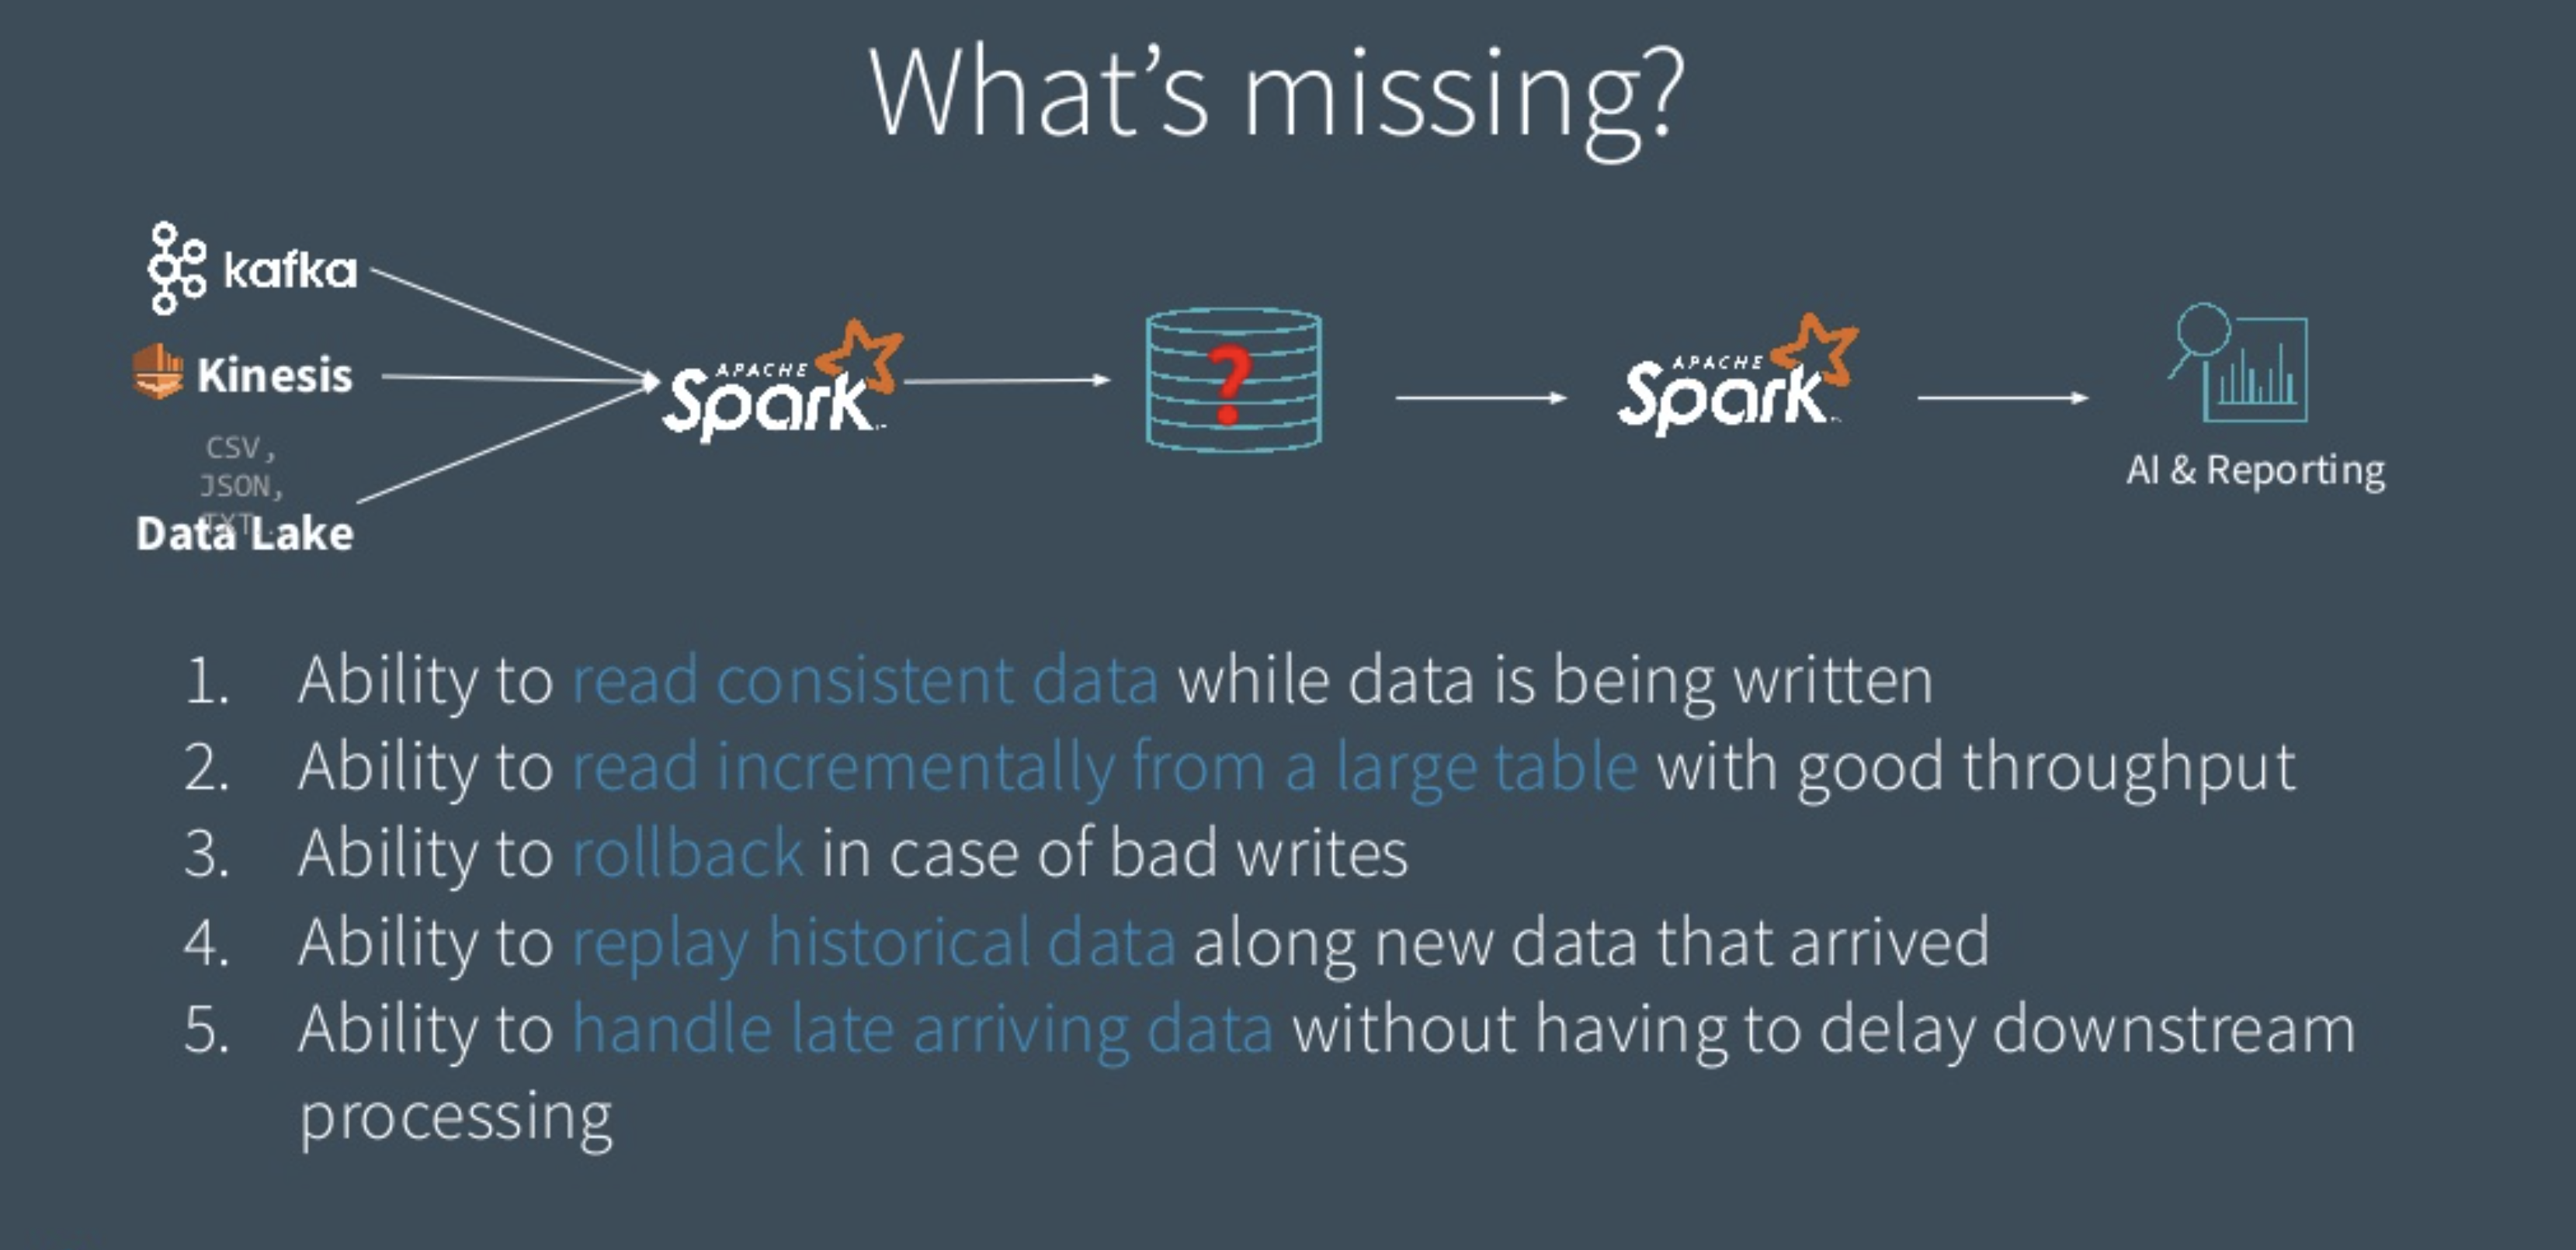 What's missing?
kafka
Kinesis
CSV,
JSON,
TXT
Data Lake
APACHE
Spark
?
APACHE
Spark
AI & Reporting
1. Ability to read consistent data while data is being written
2. Ability to read incrementally from a large table with good throughput
3. Ability to rollback in case of bad writes
4. Ability to replay historical data along new data that arrived
5. Ability to handle late arriving data without having to delay downstream
processing